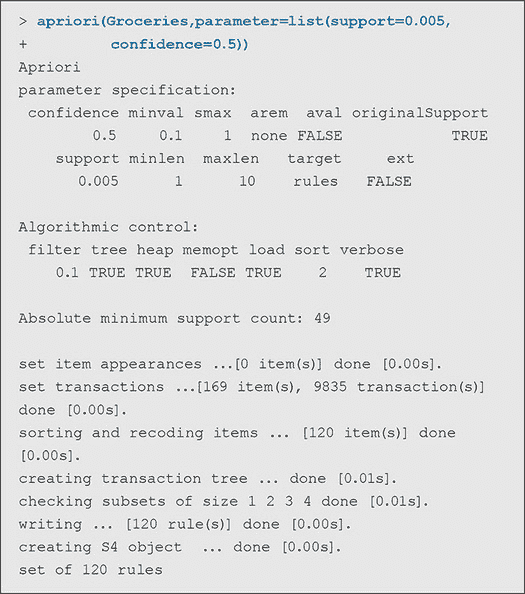 > apriori(Groceries,parameter=list(support=0.005,
+ confidence=0.5))
Apriori
parameter specification:
confidence minval smax arem aval originalSupport
0.5 0.1 1 none FALSE TRUE
support minlen maxlen target ext
0.005 1 10 rules FALSE
Algorithmic control:
filter tree heap memopt load sort verbose
0.1 TRUE TRUE FALSE TRUE 2 TRUE
Absolute minimum support count: 49
set item appearances ...[0 item(s)] done [0.00s].
set transactions ...[169 item(s), 9835 transaction(s)]
done [0.00s].
sorting and recoding items ... [120 item(s)] done
[0.00s].
creating transaction tree ... done [0.01s].
checking subsets of size 1 2 3 4 done [0.01s].
writing ... [120 rule(s)] done [0.00s].
creating S4 object ... done [0.00s].
set of 120 rules